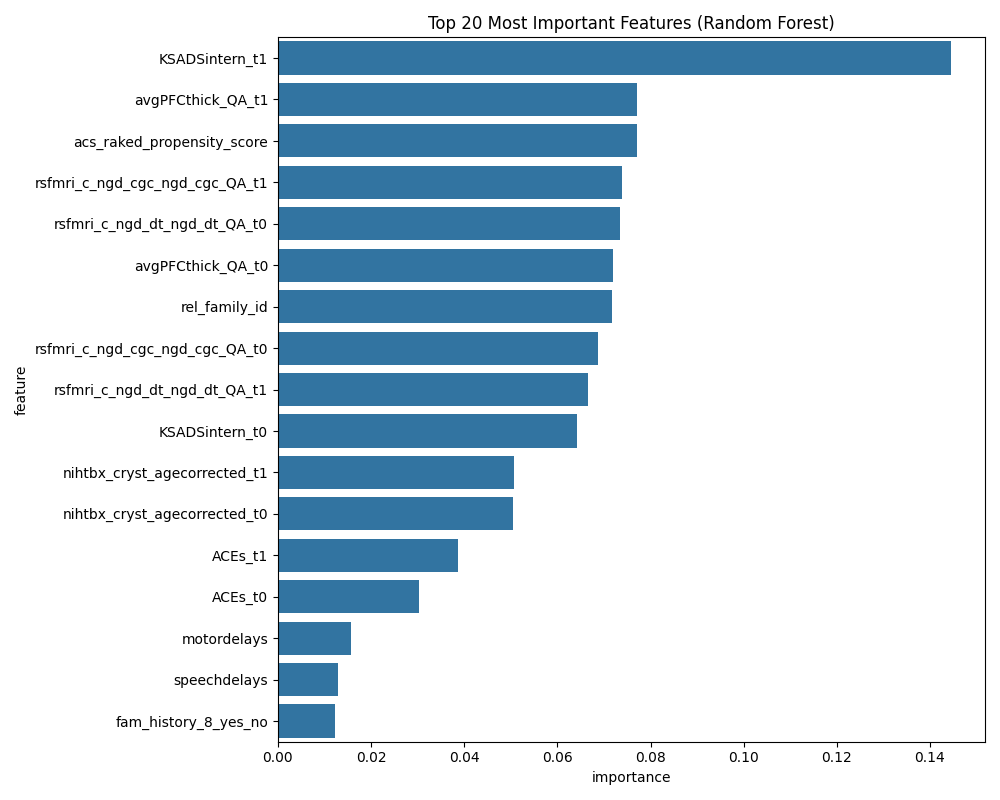 Top 20 Most Important Features (Random Forest)
KSADSintern_t1
avgPFCthick_QA_t1
acs_raked_propensity_score
rsfmri_c_ngd_cgc_ngd_cgc_QA_t1
rsfmri_c_ngd_dt_ngd_dt_QA_t0
avgPFCthick_QA_t0
rel_family_id
rsfmri_c_ngd_cgc_ngd_cgc_QA_t0
rsfmri_c_ngd_dt_ngd_dt_QA_t1
KSADSintern_t0
nihtbx_cryst_agecorrected_t1
nihtbx_cryst_agecorrected_t0
ACEs_t1
ACEs_t0
motordelays
speechdelays
fam_history_8_yes_no
feature
0.00 0.02 0.04 0.06 0.08 0.10 0.12 0.14
importance